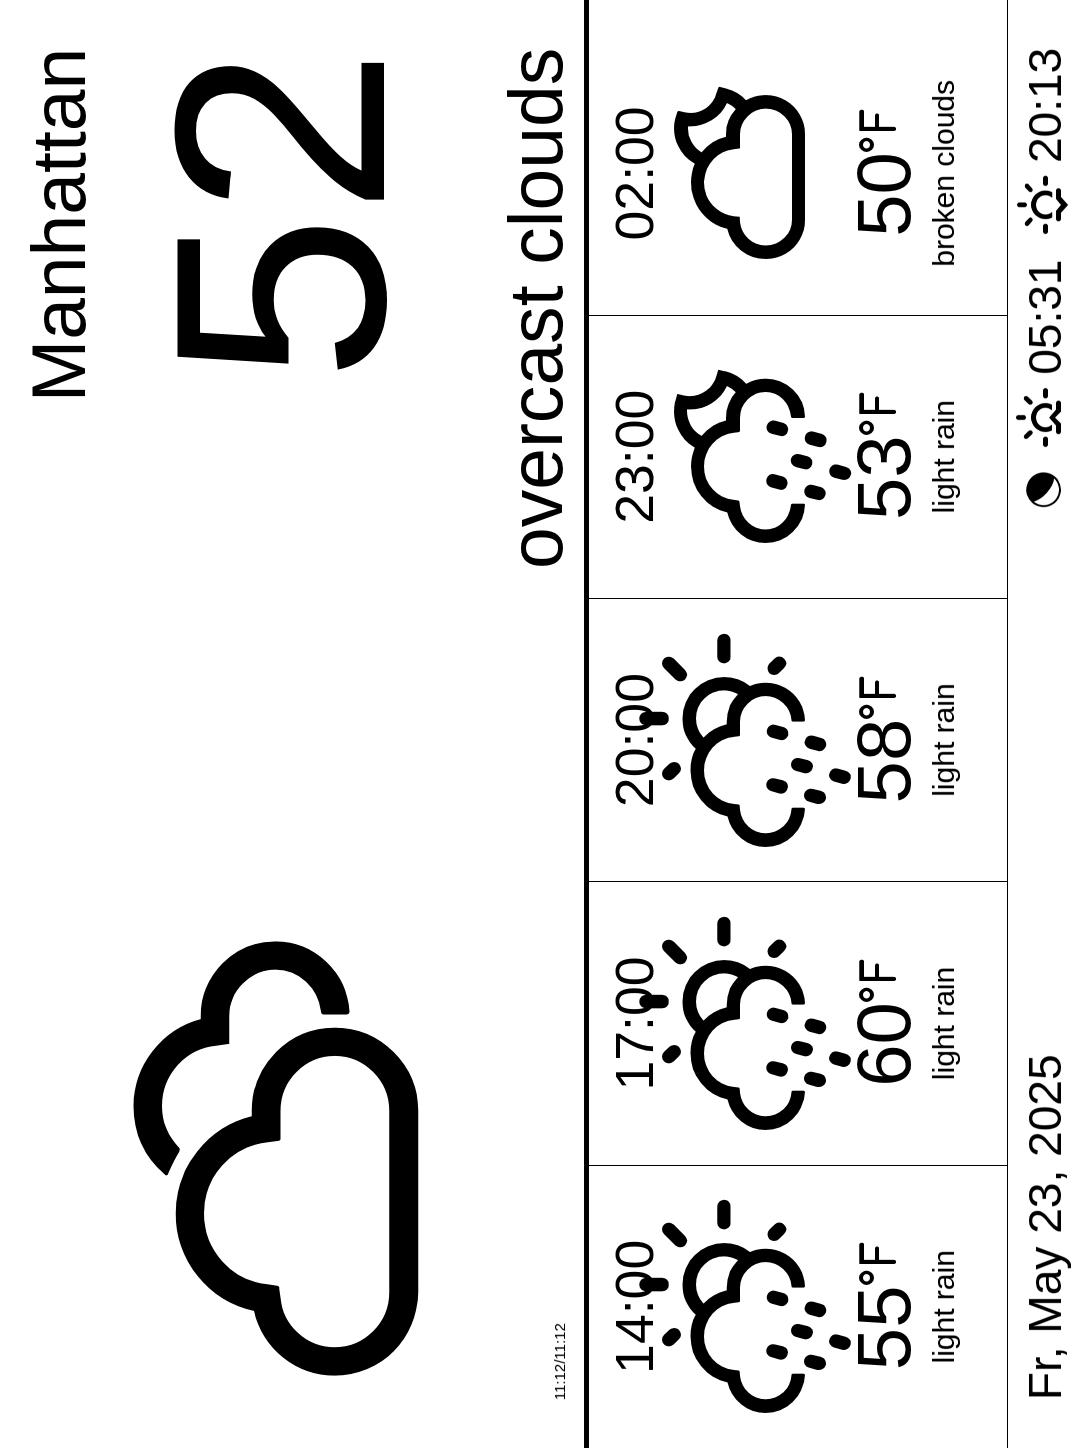 Manhattan
52
overcast clouds
11:12/11:12
14:00 17:00 20:00 23:00 02:00
55°F 60°F 58°F 53°F 50°F
light rain light rain light rain light rain broken clouds
Fr, May 23, 2025 05:31 20:13